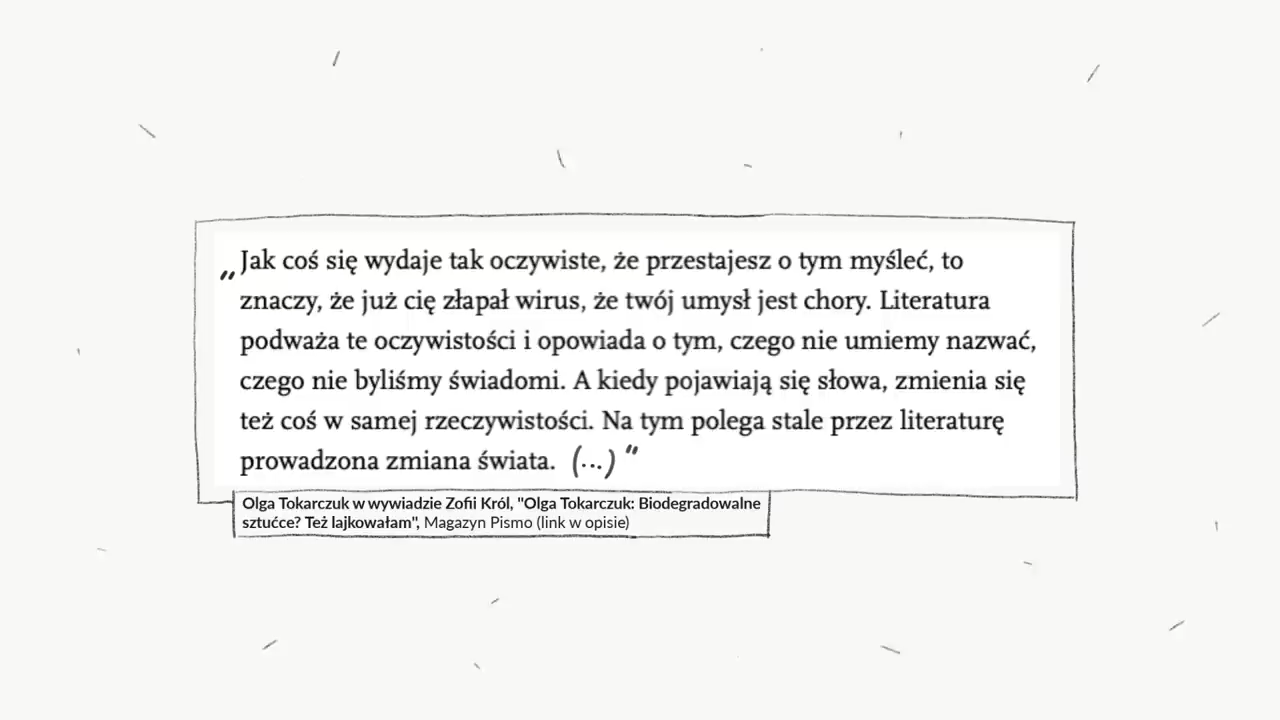 „Jak coś się wydaje tak oczywiste, że przestajesz o tym myśleć, to
znaczy, że już cię złapał wirus, że twój umysł jest chory. Literatura
podważa te oczywistości i opowiada o tym, czego nie umiemy nazwać,
czego nie byliśmy świadomi. A kiedy pojawiają się słowa, zmienia się
też coś w samej rzeczywistości. Na tym polega stale przez literaturę
prowadzona zmiana świata. (...)“
Olga Tokarczuk w wywiadzie Zofii Król, "Olga Tokarczuk: Biodegradowalne
sztućce? Też lajkowałam", Magazyn Pismo (link w opisie)